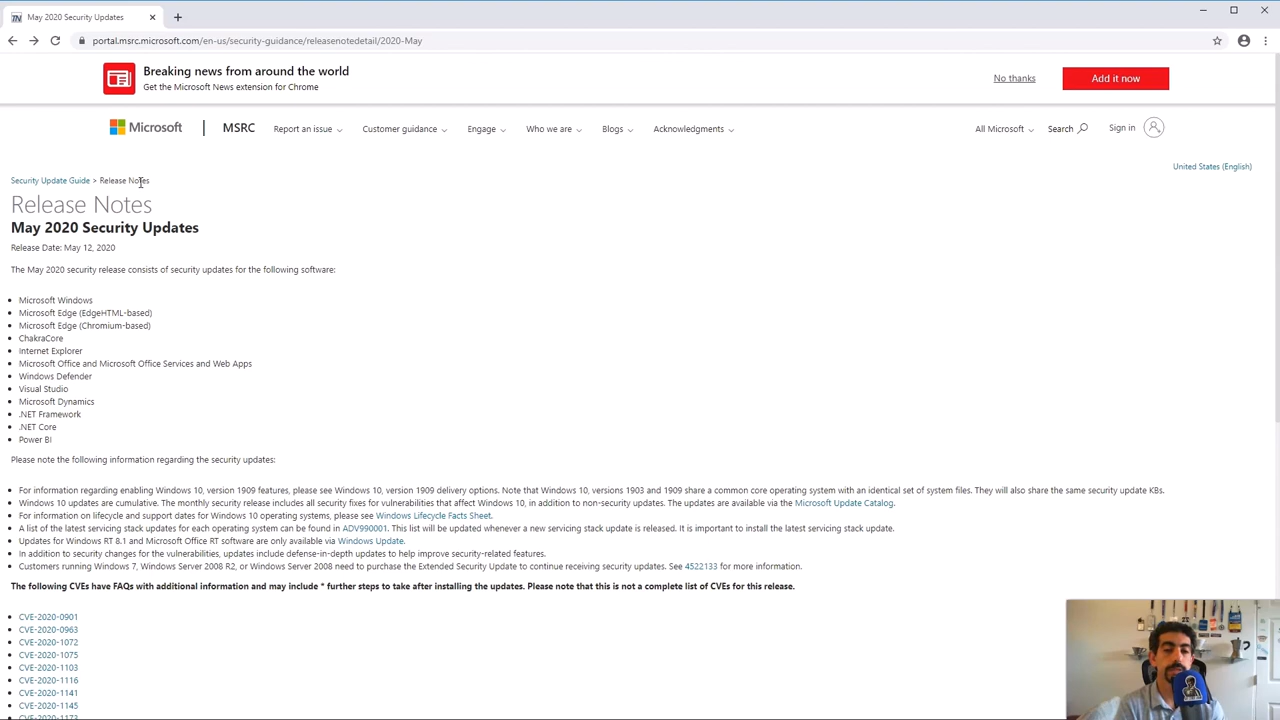 May 2020 Security Updates
portal.msrc.microsoft.com/en-us/security-guidance/releasenotedetail/2020-May
Breaking news from around the world
Get the Microsoft News extension for Chrome
No thanks
Add it now
Microsoft
MSRC
Report an issue
Customer guidance
Engage
Who we are
Blogs
Acknowledgments
All Microsoft
Search
Sign in
United States (English)
Security Update Guide > Release Notes
Release Notes
May 2020 Security Updates
Release Date: May 12, 2020
The May 2020 security release consists of security updates for the following software:
• Microsoft Windows
• Microsoft Edge (EdgeHTML-based)
• Microsoft Edge (Chromium-based)
• ChakraCore
• Internet Explorer
• Microsoft Office and Microsoft Office Services and Web Apps
• Windows Defender
• Visual Studio
• Microsoft Dynamics
• .NET Framework
• .NET Core
• Power BI
Please note the following information regarding the security updates:
• For information regarding enabling Windows 10, version 1909 features, please see Windows 10, version 1909 delivery options. Note that Windows 10, versions 1903 and 1909 share a common core operating system with an identical set of system files. They will also share the same security update KBs.
• Windows 10 updates are cumulative. The monthly security release includes all security fixes for vulnerabilities that affect Windows 10, in addition to non-security updates. The updates are available via the Microsoft Update Catalog.
• For information on lifecycle and support dates for Windows 10 operating systems, please see Windows Lifecycle Facts Sheet.
• A list of the latest servicing stack updates for each operating system can be found in ADV990001. This list will be updated whenever a new servicing stack update is released. It is important to install the latest servicing stack update.
• Updates for Windows RT 8.1 and Microsoft Office RT software are only available via Windows Update.
• In addition to security changes for the vulnerabilities, updates include defense-in-depth updates to help improve security-related features.
• Customers running Windows 7, Windows Server 2008 R2, or Windows Server 2008 need to purchase the Extended Security Update to continue receiving security updates. See 4522133 for more information.
The following CVEs have FAQs with additional information and may include * further steps to take after installing the updates. Please note that this is not a complete list of CVEs for this release.
• CVE-2020-0901
• CVE-2020-0963
• CVE-2020-1072
• CVE-2020-1075
• CVE-2020-1103
• CVE-2020-1116
• CVE-2020-1141
• CVE-2020-1145
• CVE-2020-1173